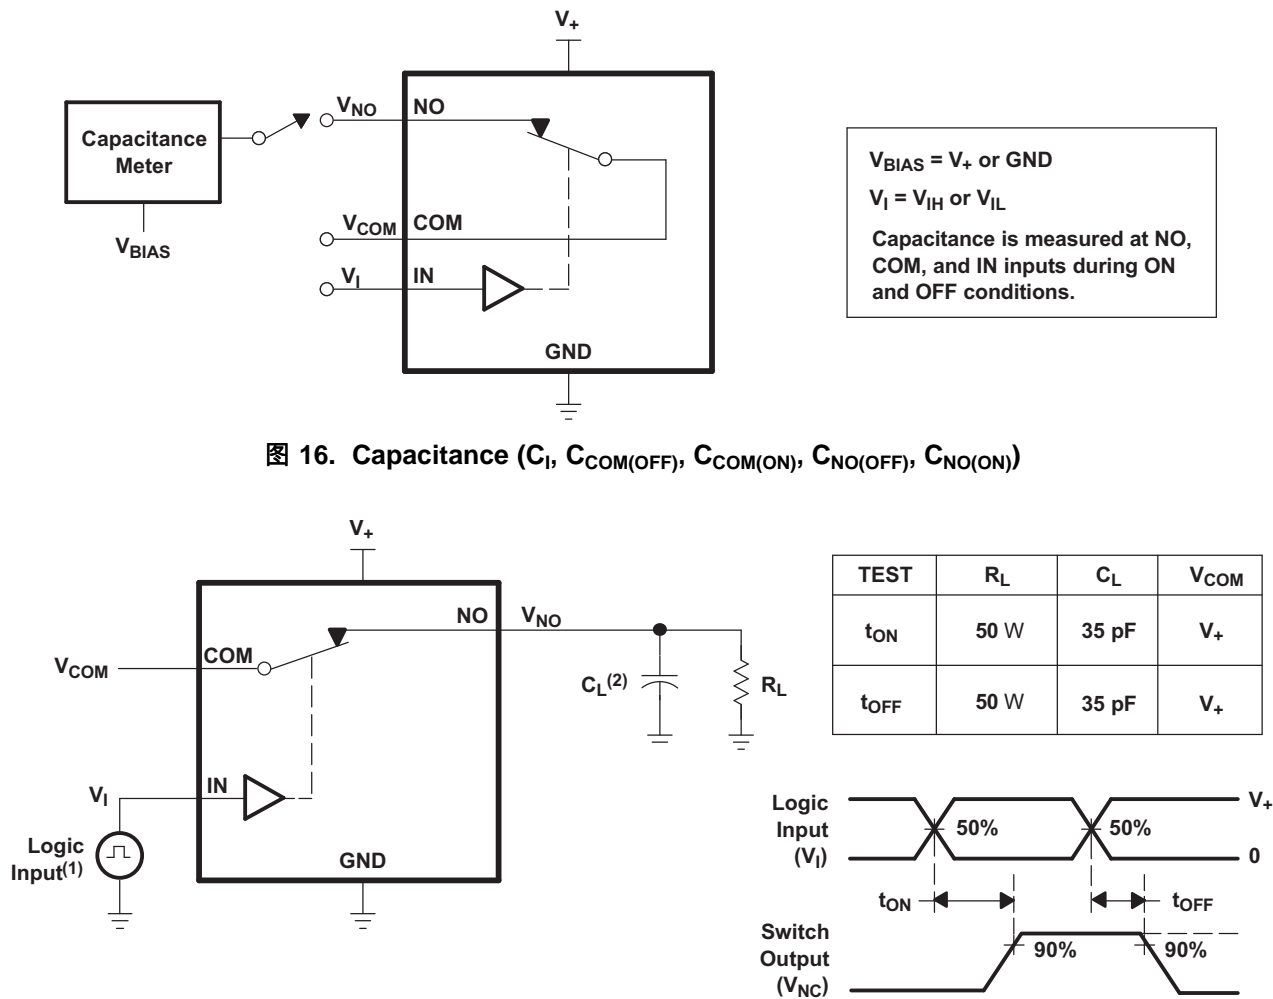 V+
Capacitance
Meter
VBIAS
VNO NO
VCOM COM
VI IN
GND
VBIAS = V+ or GND
VI = VIH or VIL
Capacitance is measured at NO,
COM, and IN inputs during ON
and OFF conditions.
图 16. Capacitance (CI, CCOM(OFF), CCOM(ON), CNO(OFF), CNO(ON))
V+
NO VNO
VCOM COM
CL(2) RL
VI IN
Logic
Input(1)
GND
TEST RL CL VCOM
tON 50 W 35 pF V+
tOFF 50 W 35 pF V+
Logic
Input
(VI)
50% 50%
V+
0
tON tOFF
Switch
Output
(VNC)
90% 90%